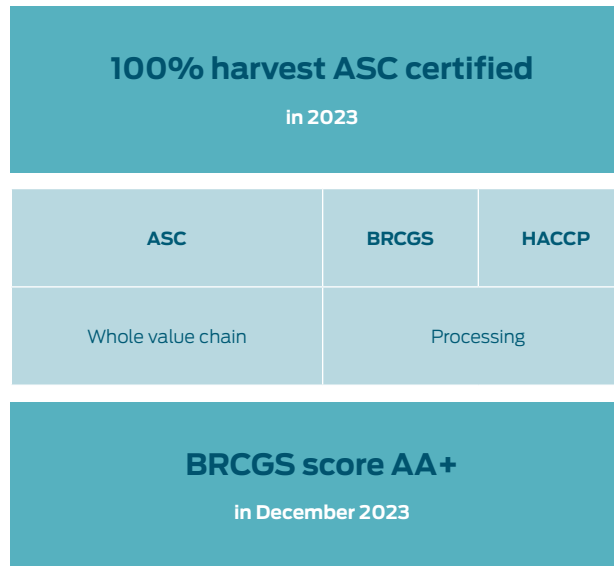 100% harvest ASC certified
in 2023
ASC BRCGS HACCP
Whole value chain Processing
BRCGS score AA+
in December 2023